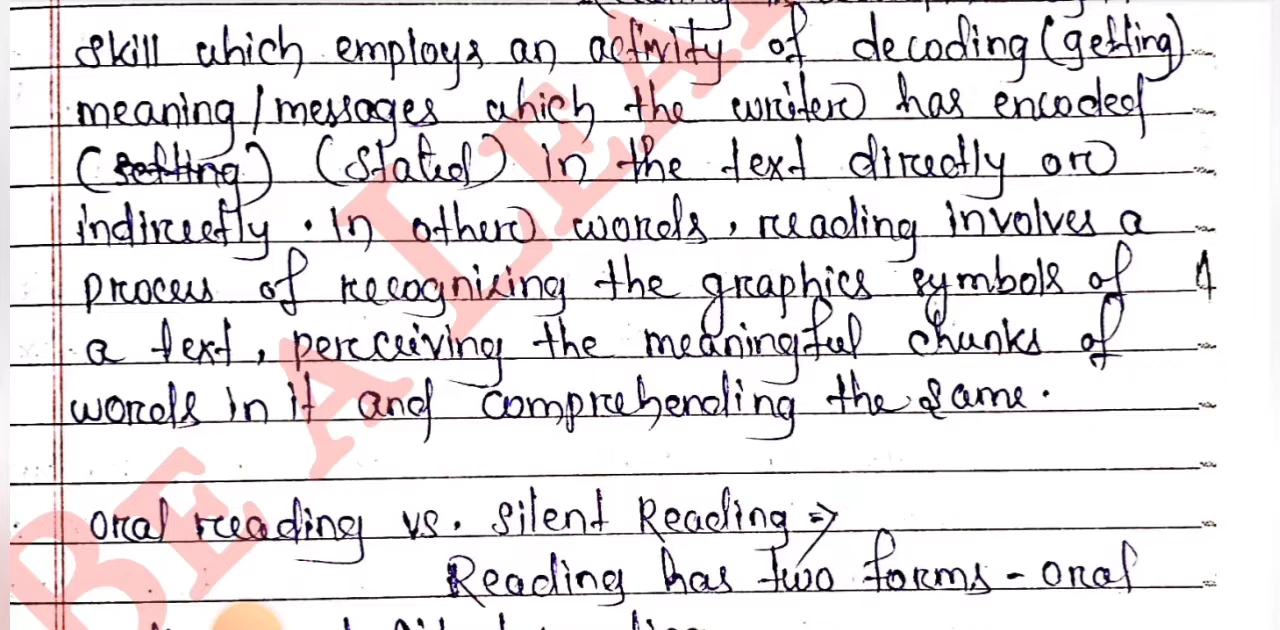 skill which employs an activity of decoding (getting)
meaning / messages which the writer has encoded
(setting) (stated) in the text directly or
indirectly. In other words, reading involves a
process of recognizing the graphics symbols of
a text, perceiving the meaningful chunks of
words in it and comprehending the same.
Oral reading vs. Silent Reading ⇒
Reading has two forms - oral
BE A LEA